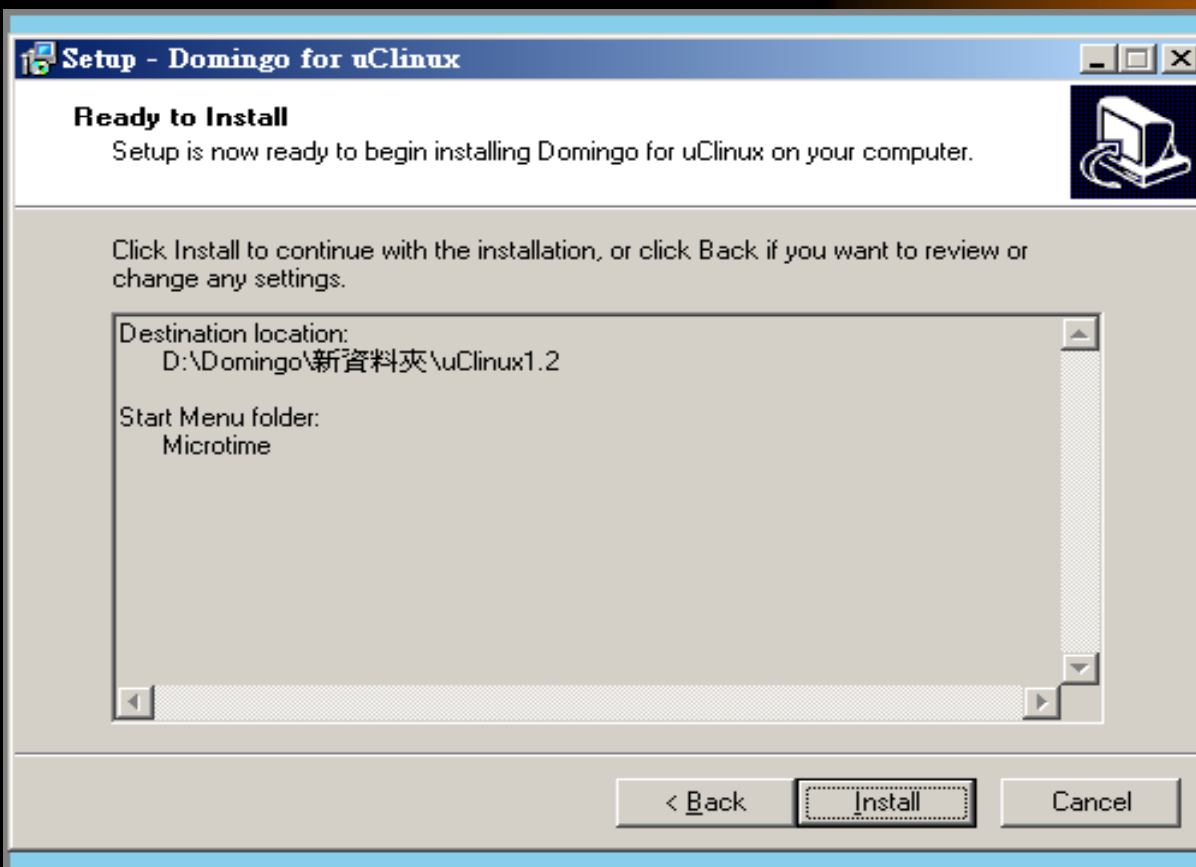 Setup - Domingo for uClinux
Ready to Install
Setup is now ready to begin installing Domingo for uClinux on your computer.
Click Install to continue with the installation, or click Back if you want to review or
change any settings.
Destination location:
D:\Domingo\新資料夾\uClinux1.2
Start Menu folder:
Microtime
< Back
Install
Cancel